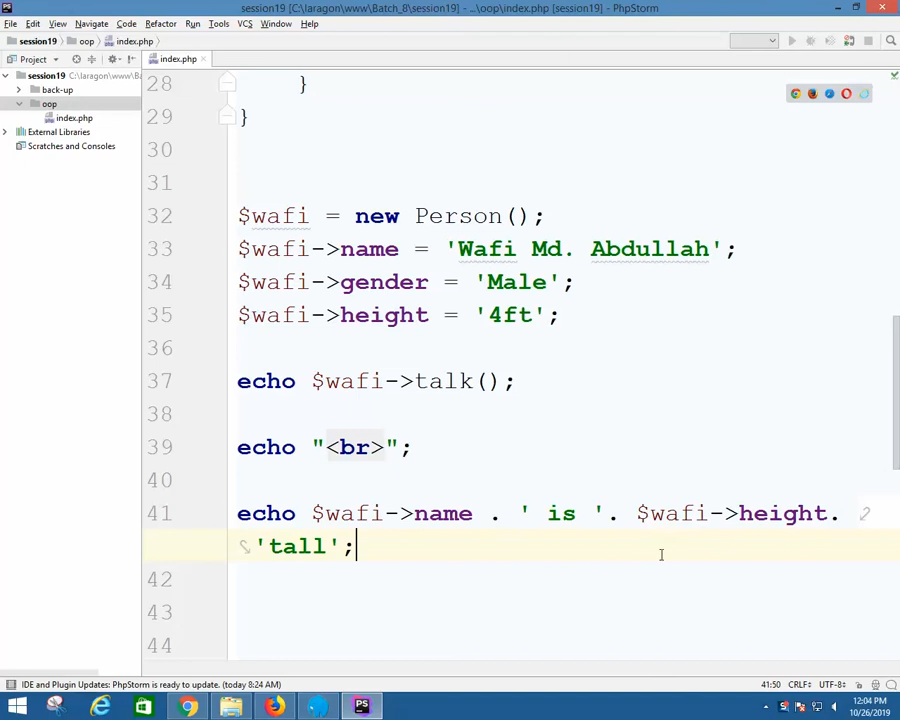 session19 [C:\laragon\www\Batch_8\session19] - ...\oop\index.php [session19] - PhpStorm
File Edit View Navigate Code Refactor Run Tools VCS Window Help
session19 oop index.php
Project index.php
session19 C:\laragon\www\Ba
back-up
oop
index.php
External Libraries
Scratches and Consoles
28 }
29 }
30
31
32 $wafi = new Person();
33 $wafi->name = 'Wafi Md. Abdullah';
34 $wafi->gender = 'Male';
35 $wafi->height = '4ft';
36
37 echo $wafi->talk();
38
39 echo "<br>";
40
41 echo $wafi->name . ' is '. $wafi->height.
'tall';
42
43
44
IDE and Plugin Updates: PhpStorm is ready to update. (today 8:24 AM) 41:50 CRLF÷ UTF-8÷
PS
12:04 PM
10/26/2019